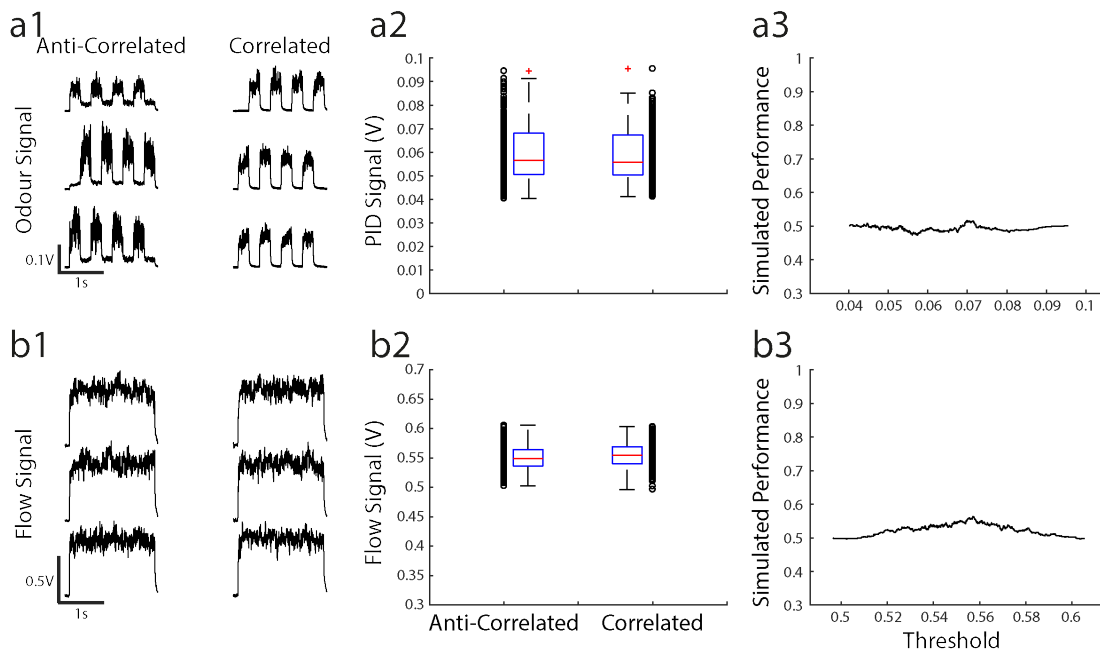 a1
Anti-Correlated
Correlated
Odour Signal
0.1V
1s
a2
PID Signal (V)
0.1
0.09
0.08
0.07
0.06
0.05
0.04
0.03
0.02
0.01
0
a3
Simulated Performance
1
0.9
0.8
0.7
0.6
0.5
0.4
0.3
0.04 0.05 0.06 0.07 0.08 0.09 0.1
b1
Flow Signal
0.5V
1s
b2
Flow Signal (V)
0.7
0.65
0.6
0.55
0.5
0.45
0.4
0.35
0.3
Anti-Correlated Correlated
b3
Simulated Performance
1
0.9
0.8
0.7
0.6
0.5
0.4
0.3
0.5 0.52 0.54 0.56 0.58 0.6
Threshold